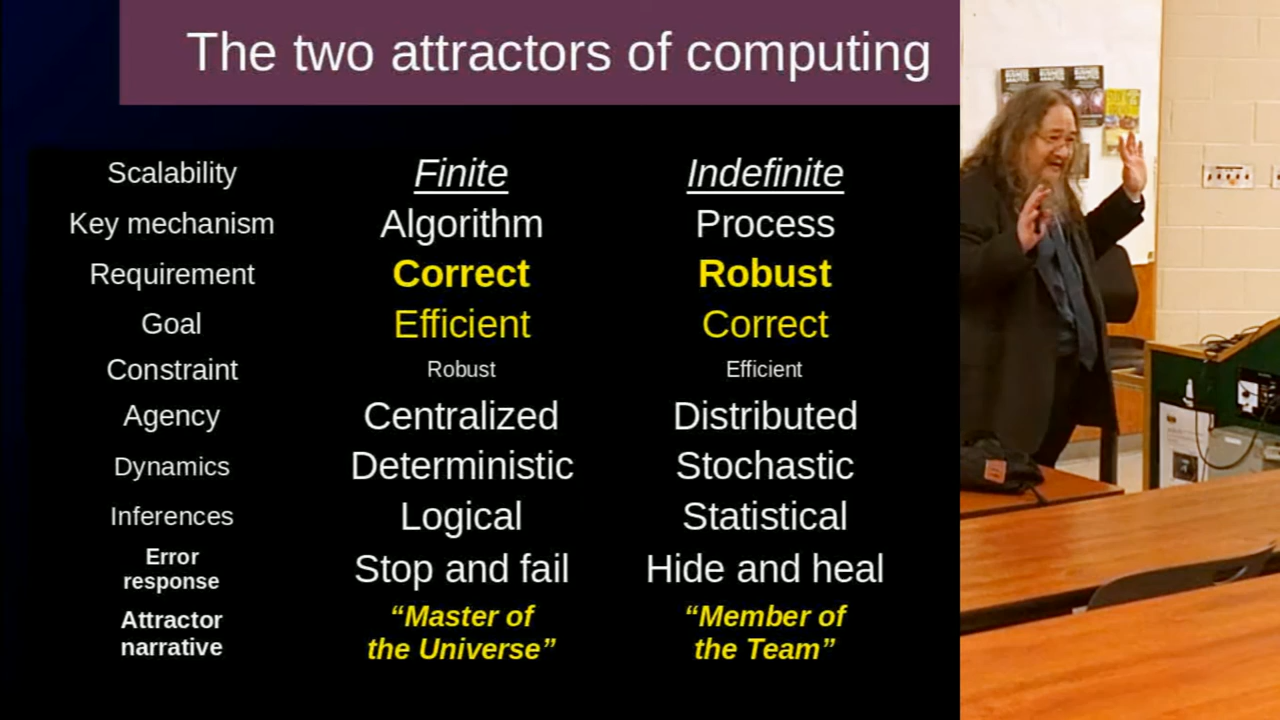 The two attractors of computing
Scalability Finite Indefinite
Key mechanism Algorithm Process
Requirement Correct Robust
Goal Efficient Correct
Constraint Robust Efficient
Agency Centralized Distributed
Dynamics Deterministic Stochastic
Inferences Logical Statistical
Error
response Stop and fail Hide and heal
Attractor “Master of “Member of
narrative the Universe” the Team”